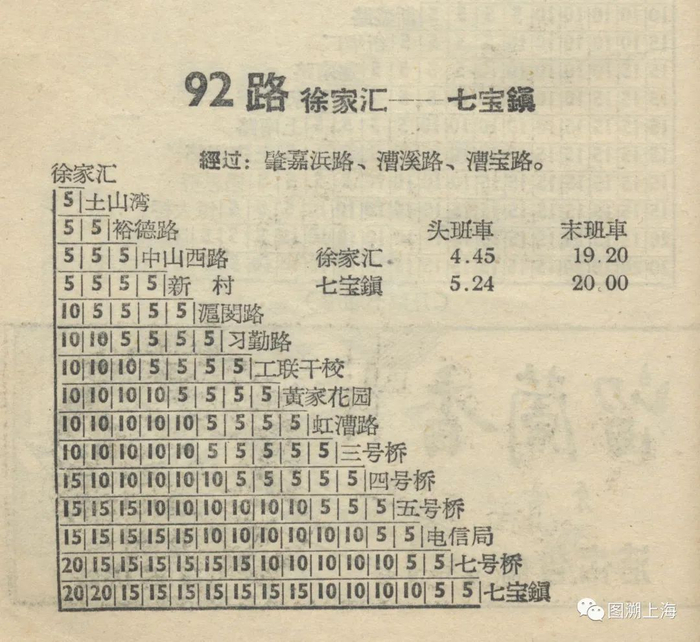 92 路 徐家汇——七宝鎭
經过: 肇嘉浜路、漕溪路、漕宝路。
徐家汇
5 土山湾
5 5 裕德路 头班車 末班車
5 5 5 中山西路 徐家汇 4.45 19.20
5 5 5 5 新 村 七宝鎭 5.24 20.00
10 5 5 5 5 滬閔路
10 10 5 5 5 5 习勤路
10 10 10 5 5 5 5 工联干校
10 10 10 10 5 5 5 5 黃家花园
10 10 10 10 10 5 5 5 5 虹漕路
10 10 10 10 10 5 5 5 5 5 三号桥
15 10 10 10 10 10 5 5 5 5 5 四号桥
15 15 15 10 10 10 10 10 10 5 5 5 五号桥
15 15 15 15 15 10 10 10 10 10 10 5 5 电信局
20 15 15 15 15 15 15 10 10 10 10 10 5 5 七号桥
20 20 15 15 15 15 15 15 15 10 10 10 10 5 5 七宝鎭
图溯上海